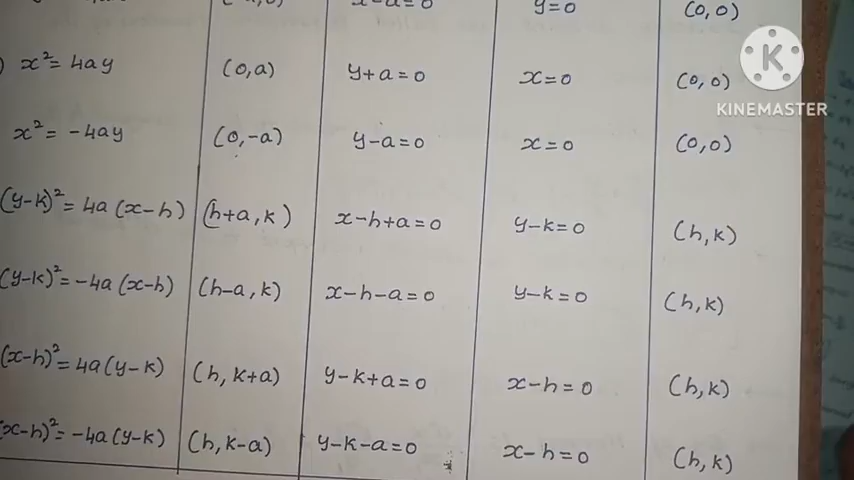 x-a=0 y=0 (0,0)
) x²= 4ay (0,a) y+a=0 x=0 (0,0)
x²= -4ay (0,-a) y-a=0 x=0 (0,0)
(y-k)²= 4a(x-h) (h+a,k) x-h+a=0 y-k=0 (h,k)
(y-k)²= -4a(x-h) (h-a,k) x-h-a=0 y-k=0 (h,k)
(x-h)²= 4a(y-k) (h,k+a) y-k+a=0 x-h=0 (h,k)
(x-h)²= -4a(y-k) (h,k-a) y-k-a=0 x-h=0 (h,k)
K
KINEMASTER